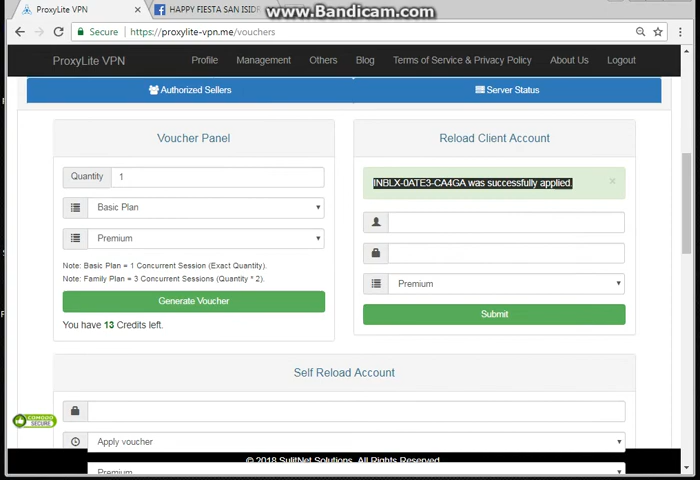 www.Bandicam.com
ProxyLite VPN
HAPPY FIESTA SAN ISID
Secure
https://proxylite-vpn.me/vouchers
ProxyLite VPN
Profile
Management
Others
Blog
Terms of Service & Privacy Policy
About Us
Logout
Authorized Sellers
Server Status
Voucher Panel
Quantity
1
Basic Plan
Premium
Note: Basic Plan = 1 Concurrent Session (Exact Quantity).
Note: Family Plan = 3 Concurrent Sessions (Quantity * 2).
Generate Voucher
You have 13 Credits left.
Reload Client Account
INBLX-0ATE3-CA4GA was successfully applied.
×
Premium
Submit
Self Reload Account
Apply voucher
COMODO
SECURE
© 2018 SulitNet Solutions. All Rights Reserved
Premium